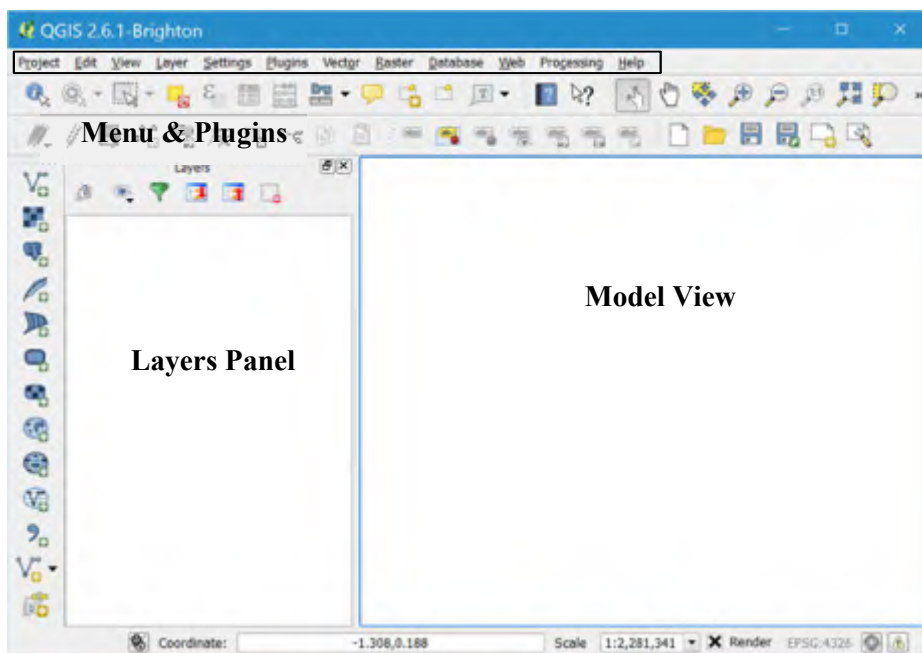 QGIS 2.6.1-Brighton
Project Edit View Layer Settings Plugins Vector Raster Database Web Processing Help
Menu & Plugins
Layers
Model View
Layers Panel
Coordinate: -1.308,0.188 Scale 1:2,281,341 Render EPSG:4326